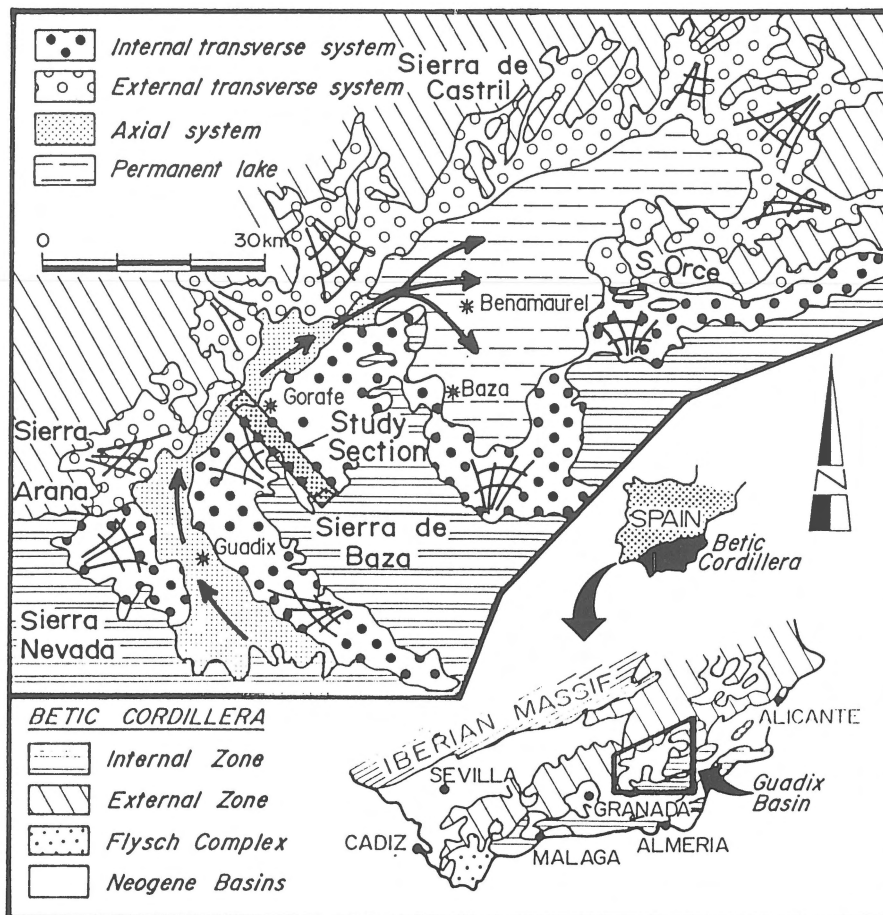 Internal transverse system
External transverse system
Axial system
Permanent lake
0 30 km
Sierra de
Castril
S. Orce
Benamaurel
Baza
Gorafe
Study
Section
Sierra
Arana
Sierra de
Baza
Guadix
Sierra
Nevada
N
SPAIN
Betic
Cordillera
BETIC CORDILLERA
Internal Zone
External Zone
Flysch Complex
Neogene Basins
IBERIAN MASSIF
ALICANTE
SEVILLA
Guadix
Basin
GRANADA
CADIZ
MALAGA
ALMERIA